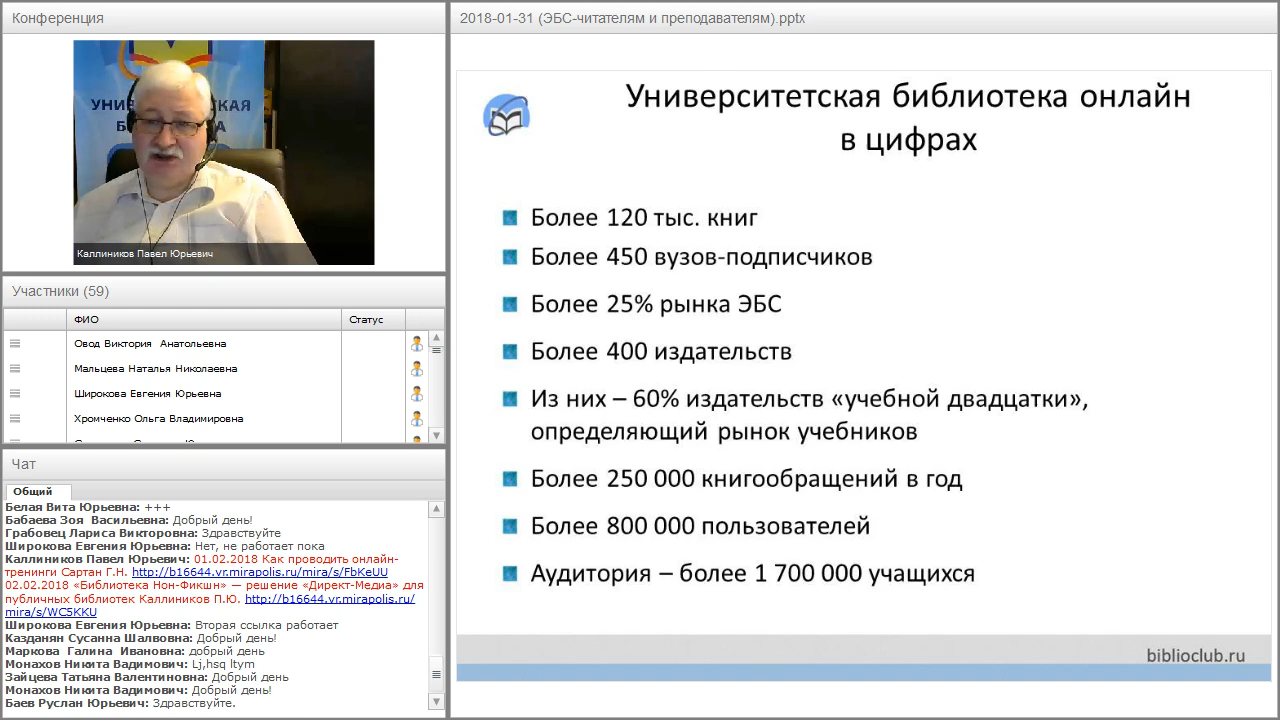 Конференция
УНИВ СКАЯ
Б А
Каллиников Павел Юрьевич
Участники (59)
ФИО Статус
Овод Виктория Анатольевна
Мальцева Наталья Николаевна
Широкова Евгения Юрьевна
Хромченко Ольга Владимировна
Чат
Общий
Белая Вита Юрьевна: +++
Бабаева Зоя Васильевна: Добрый день!
Грабовец Лариса Викторовна: Здравствуйте
Широкова Евгения Юрьевна: Нет, не работает пока
Каллиников Павел Юрьевич: 01.02.2018 Как проводить онлайн-
тренинги Сартан Г.Н. http://b16644.vr.mirapolis.ru/mira/s/FbKeUU
02.02.2018 «Библиотека Нон-Фикшн» — решение «Директ-Медиа» для
публичных библиотек Каллиников П.Ю. http://b16644.vr.mirapolis.ru/
mira/s/WC5KKU
Широкова Евгения Юрьевна: Вторая ссылка работает
Казданян Сусанна Шалвовна: Добрый день!
Маркова Галина Ивановна: добрый день
Монахов Никита Вадимович: Lj,hsq ltym
Зайцева Татьяна Валентиновна: Добрый день
Монахов Никита Вадимович: Добрый день!
Баев Руслан Юрьевич: Здравствуйте.
2018-01-31 (ЭБС-читателям и преподавателям).pptx
Университетская библиотека онлайн
в цифрах
Более 120 тыс. книг
Более 450 вузов-подписчиков
Более 25% рынка ЭБС
Более 400 издательств
Из них – 60% издательств «учебной двадцатки»,
определяющий рынок учебников
Более 250 000 книгообращений в год
Более 800 000 пользователей
Аудитория – более 1 700 000 учащихся
biblioclub.ru